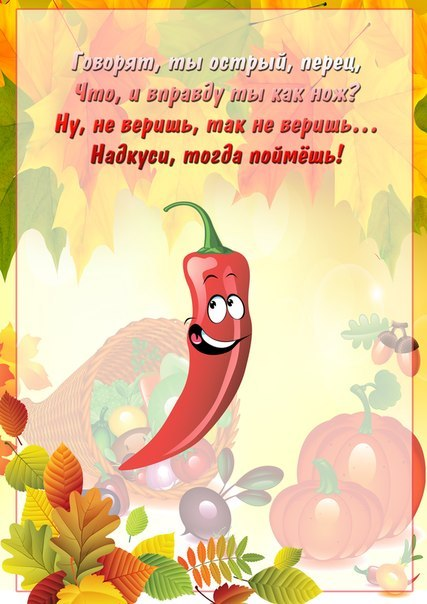 Говорят, ты острый, перец,
Что, и вправду ты как нож?
Ну, не веришь, так не веришь...
Надкуси, тогда поймёшь!